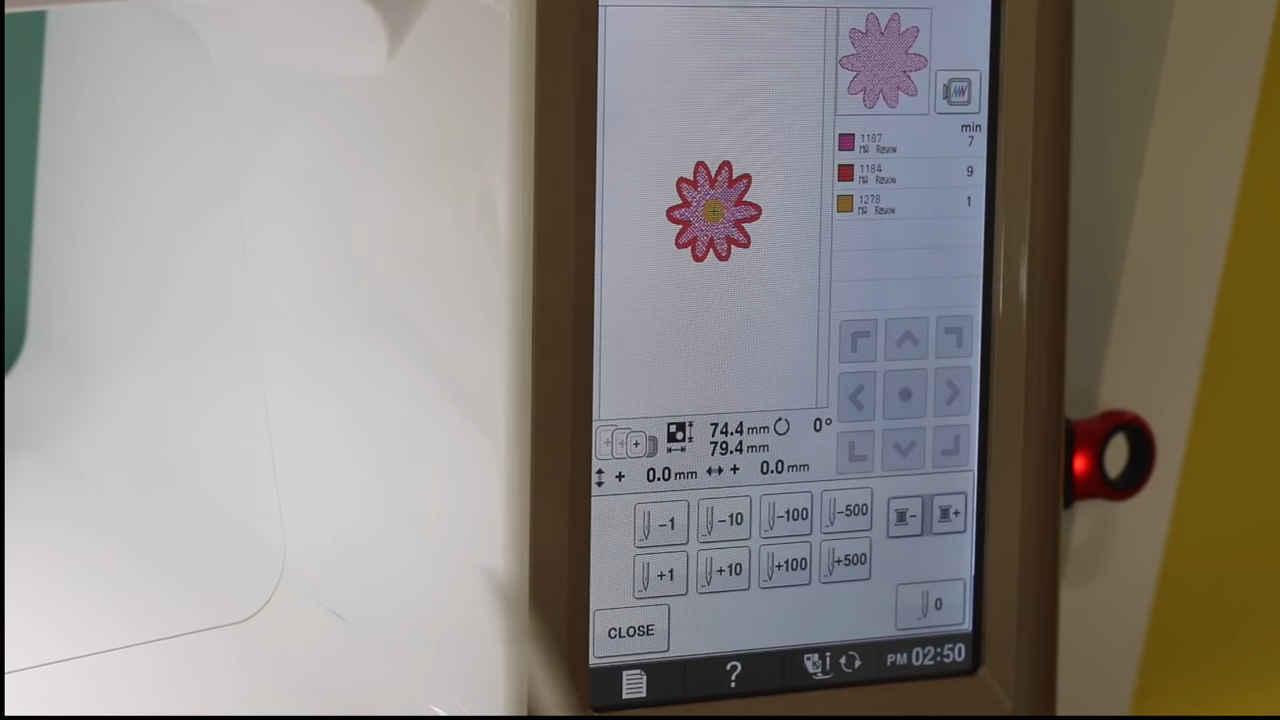 min
1187 7
MA Rayon
1184 9
MA Rayon
1278 1
MA Rayon
74.4 mm 0°
79.4 mm
+ 0.0 mm + 0.0 mm
-1 -10 -100 -500 - +
+1 +10 +100 +500
0
CLOSE
? PM 02:50